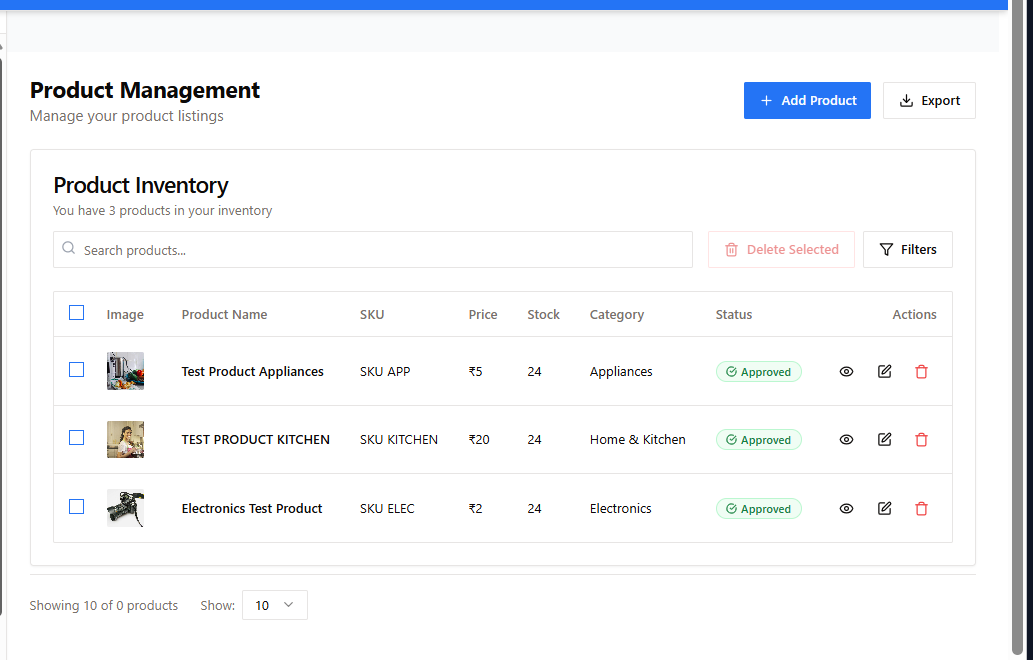 Product Management
Manage your product listings
Add Product
Export
Product Inventory
You have 3 products in your inventory
Search products...
Delete Selected
Filters
Image Product Name SKU Price Stock Category Status Actions
Test Product Appliances SKU APP ₹5 24 Appliances Approved
TEST PRODUCT KITCHEN SKU KITCHEN ₹20 24 Home & Kitchen Approved
Electronics Test Product SKU ELEC ₹2 24 Electronics Approved
Showing 10 of 0 products Show: 10